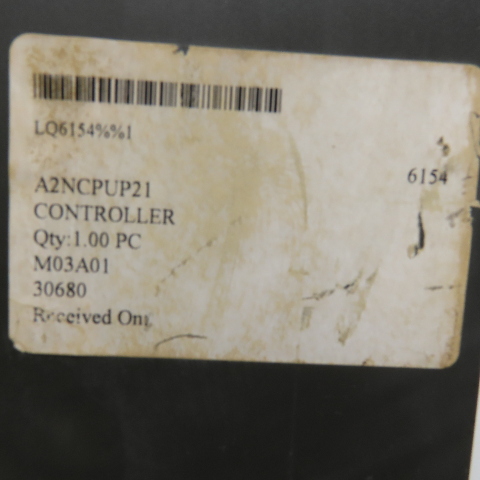 LQ6154%%1
6154
A2NCPUP21
CONTROLLER
Qty:1.00 PC
M03A01
30680
Received On: